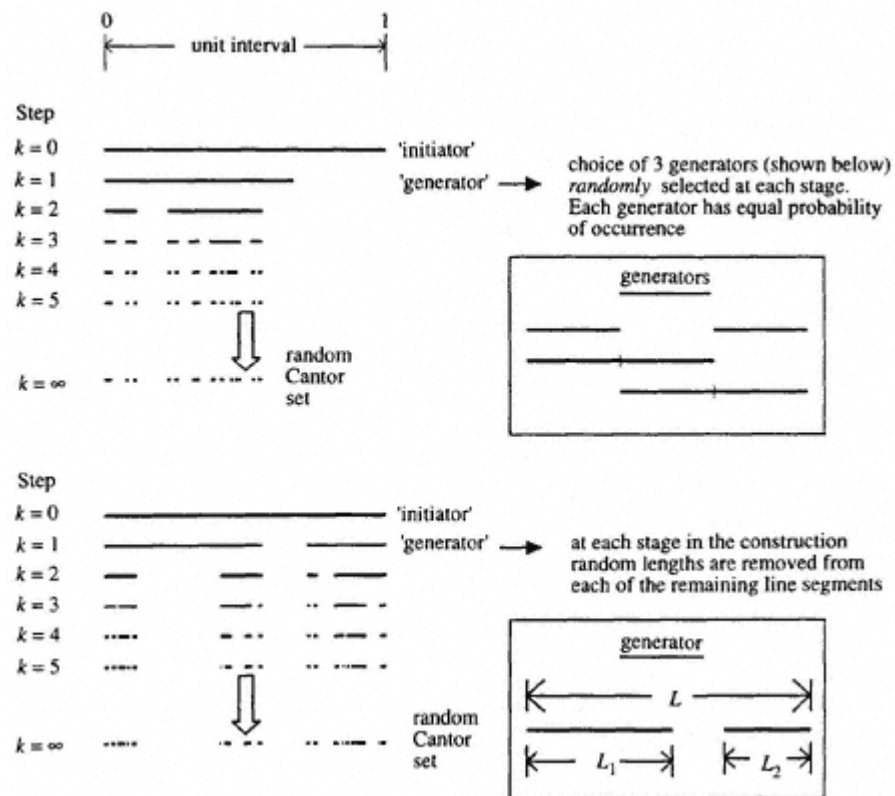 0 1
unit interval
Step
k = 0 'initiator'
k = 1 'generator'
k = 2
k = 3
k = 4
k = 5
k = ∞
random
Cantor
set
choice of 3 generators (shown below)
randomly selected at each stage.
Each generator has equal probability
of occurrence
generators
Step
k = 0 'initiator'
k = 1 'generator'
k = 2
k = 3
k = 4
k = 5
k = ∞
random
Cantor
set
at each stage in the construction
random lengths are removed from
each of the remaining line segments
generator
L
L₁ L₂